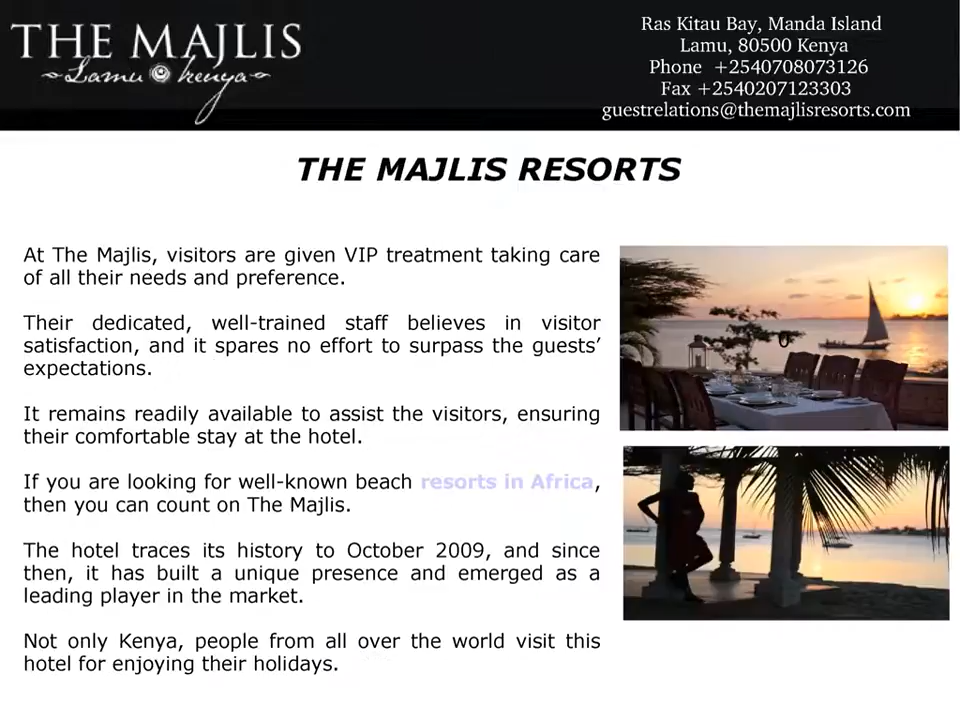 THE MAJLIS
Lamu kenya
Ras Kitau Bay, Manda Island
Lamu, 80500 Kenya
Phone +2540708073126
Fax +2540207123303
guestrelations@themajlisresorts.com
THE MAJLIS RESORTS
At The Majlis, visitors are given VIP treatment taking care
of all their needs and preference.
Their dedicated, well-trained staff believes in visitor
satisfaction, and it spares no effort to surpass the guests’
expectations.
It remains readily available to assist the visitors, ensuring
their comfortable stay at the hotel.
If you are looking for well-known beach resorts in Africa,
then you can count on The Majlis.
The hotel traces its history to October 2009, and since
then, it has built a unique presence and emerged as a
leading player in the market.
Not only Kenya, people from all over the world visit this
hotel for enjoying their holidays.